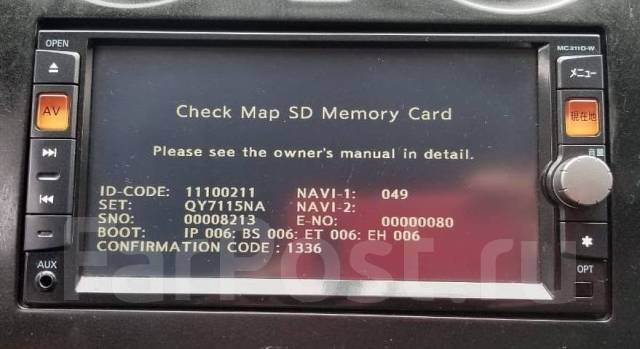 OPEN
MC311D-W
メニュー
AV
現在地
Check Map SD Memory Card
Please see the owner's manual in detail.
音量
ID-CODE: 11100211 NAVI-1: 049
SET: QY7115NA NAVI-2:
SNO: 00008213 E-NO: 00000080
BOOT: IP 006: BS 006: ET 006: EH 006
CONFIRMATION CODE : 1336
AUX
OPT
FarPost.ru